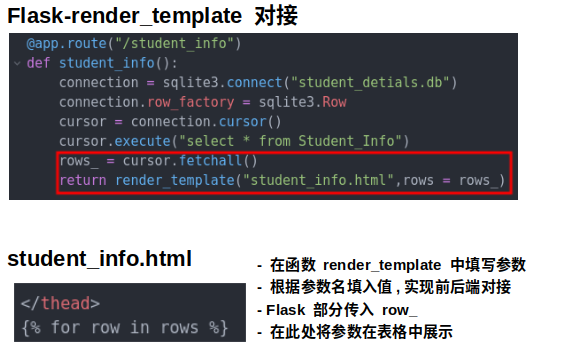 Flask-render_template 对接
@app.route("/student_info")
def student_info():
connection = sqlite3.connect("student_detials.db")
connection.row_factory = sqlite3.Row
cursor = connection.cursor()
cursor.execute("select * from Student_Info")
rows_ = cursor.fetchall()
return render_template("student_info.html",rows = rows_)
student_info.html
</thead>
{% for row in rows %}
- 在函数 render_template 中填写参数
- 根据参数名填入值,实现前后端对接
- Flask 部分传入 row_
- 在此处将参数在表格中展示